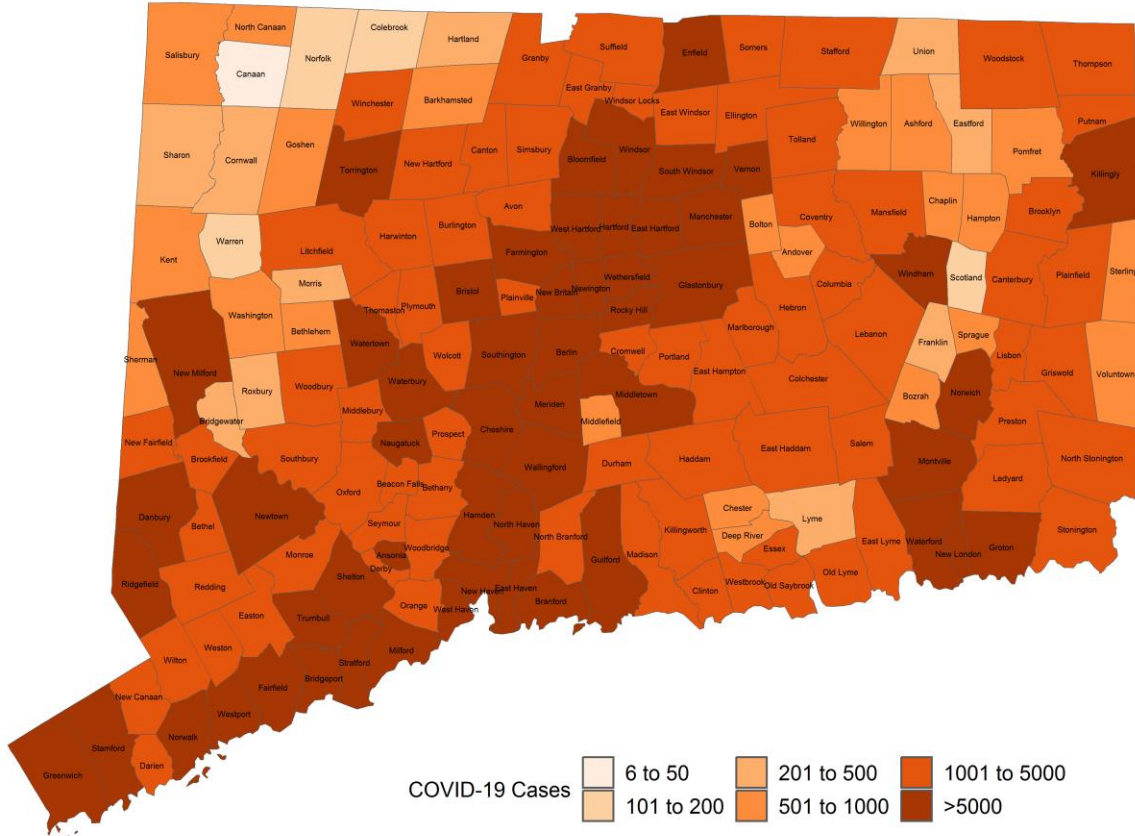 North Canaan
Colebrook
Hartland
Salisbury
Canaan
Norfolk
Suffield
Enfield
Somers
Stafford
Union
Woodstock
Thompson
Granby
East Granby
Windsor Locks
Winchester
Barkhamsted
East Windsor
Ellington
Willington
Ashford
Eastford
Putnam
Sharon
Cornwall
Goshen
Torrington
New Hartford
Canton
Simsbury
Bloomfield
Windsor
South Windsor
Vernon
Tolland
Pomfret
Killingly
Avon
Burlington
Harwinton
Litchfield
Warren
Kent
West Hartford
Hartford
East Hartford
Manchester
Bolton
Coventry
Andover
Mansfield
Chaplin
Hampton
Brooklyn
Farmington
Wethersfield
Glastonbury
Windham
Scotland
Canterbury
Plainfield
Sterling
Morris
Washington
Bethlehem
Thomaston
Plymouth
Bristol
Plainville
New Britain
Newington
Rocky Hill
Hebron
Columbia
Marlborough
Lebanon
Franklin
Sprague
Lisbon
Griswold
Voluntown
Sherman
New Milford
Roxbury
Woodbury
Watertown
Waterbury
Wolcott
Southington
Berlin
Cromwell
Portland
East Hampton
Colchester
Bozrah
Norwich
Preston
Bridgewater
Middlebury
Meriden
Middletown
Middlefield
New Fairfield
Brookfield
Southbury
Naugatuck
Prospect
Cheshire
Wallingford
Durham
Haddam
East Haddam
Salem
Montville
Ledyard
North Stonington
Oxford
Beacon Falls
Bethany
Danbury
Bethel
Newtown
Seymour
Hamden
North Haven
North Branford
Guilford
Madison
Killingworth
Chester
Deep River
Lyme
Essex
East Lyme
Waterford
New London
Groton
Stonington
Monroe
Woodbridge
Ansonia
Derby
Ridgefield
Redding
Shelton
Orange
West Haven
New Haven
East Haven
Branford
Clinton
Westbrook
Old Saybrook
Old Lyme
Easton
Trumbull
Wilton
Weston
Milford
Stratford
Bridgeport
Fairfield
New Canaan
Westport
Norwalk
Stamford
Greenwich
Darien
COVID-19 Cases
6 to 50
201 to 500
1001 to 5000
101 to 200
501 to 1000
>5000